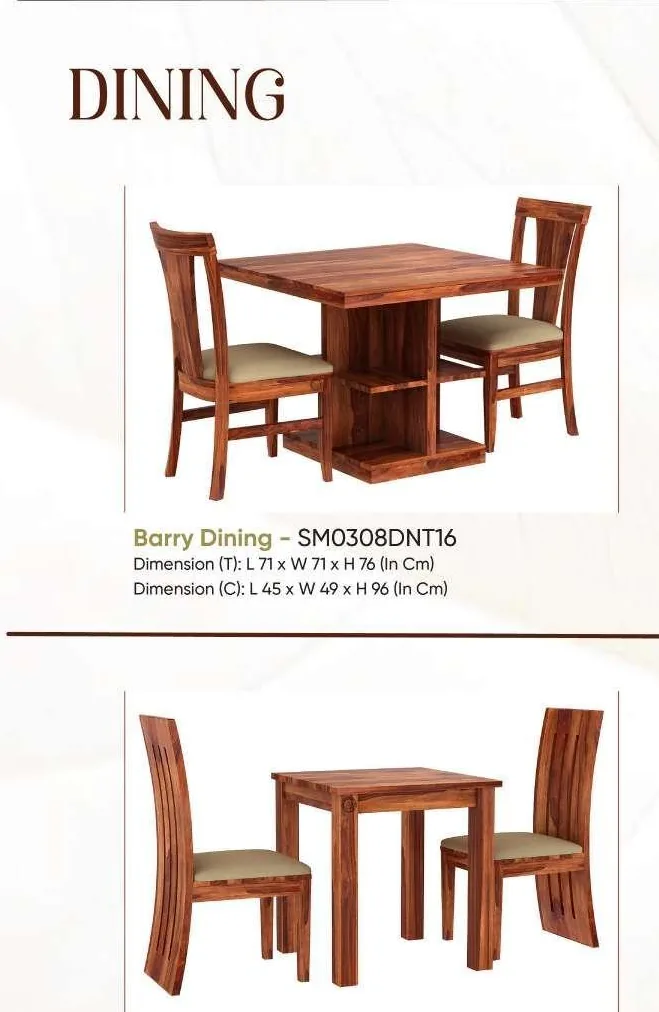 DINING
Barry Dining - SM0308DNT16
Dimension (T): L 71 x W 71 x H 76 (In Cm)
Dimension (C): L 45 x W 49 x H 96 (In Cm)